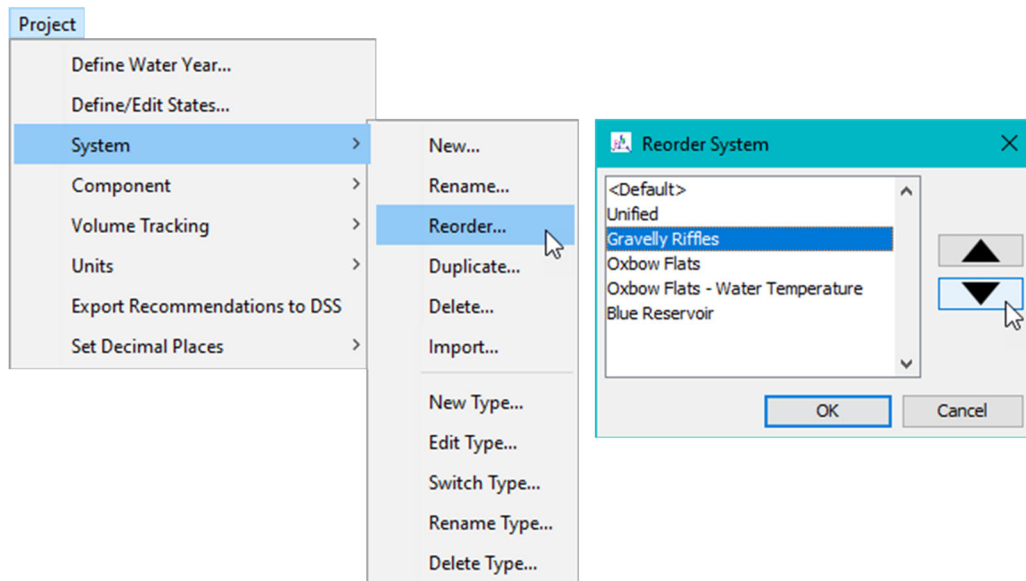 Project
Define Water Year...
Define/Edit States...
System
Component
Volume Tracking
Units
Export Recommendations to DSS
Set Decimal Places
New...
Rename...
Reorder...
Duplicate...
Delete...
Import...
New Type...
Edit Type...
Switch Type...
Rename Type...
Delete Type...
Reorder System
<Default>
Unified
Gravelly Riffles
Oxbow Flats
Oxbow Flats - Water Temperature
Blue Reservoir
OK Cancel